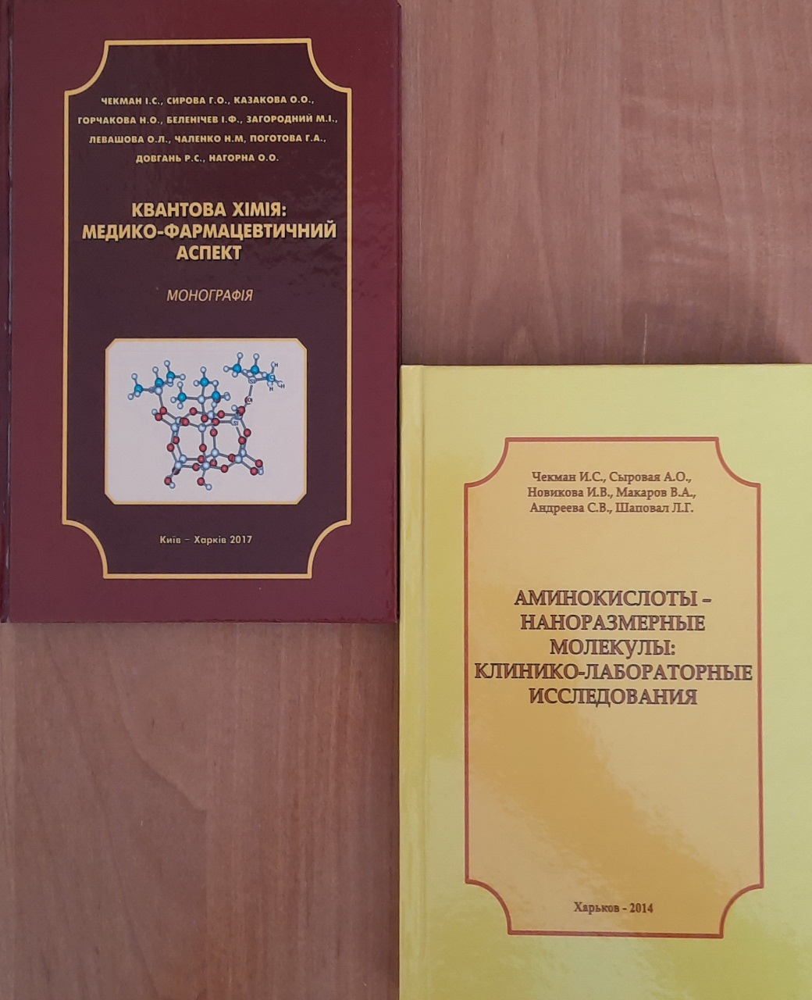 ЧЕКМАН І.С., СИРОВА Г.О., КАЗАКОВА О.О.,
ГОРЧАКОВА Н.О., БЕЛЕНІЧЕВ І.Ф., ЗАГОРОДНИЙ М.І.,
ЛЕВАШОВА О.Л., ЧАЛЕНКО Н.М, ПОГОТОВА Г.А.,
ДОВГАНЬ Р.С., НАГОРНА О.О.
КВАНТОВА ХІМІЯ:
МЕДИКО-ФАРМАЦЕВТИЧНИЙ
АСПЕКТ
МОНОГРАФІЯ
Київ – Харків 2017
Чекман И.С., Сыровая А.О.,
Новикова И.В., Макаров В.А.,
Андреева С.В., Шаповал Л.Г.
АМИНОКИСЛОТЫ –
НАНОРАЗМЕРНЫЕ
МОЛЕКУЛЫ:
КЛИНИКО-ЛАБОРАТОРНЫЕ
ИССЛЕДОВАНИЯ
Харьков - 2014